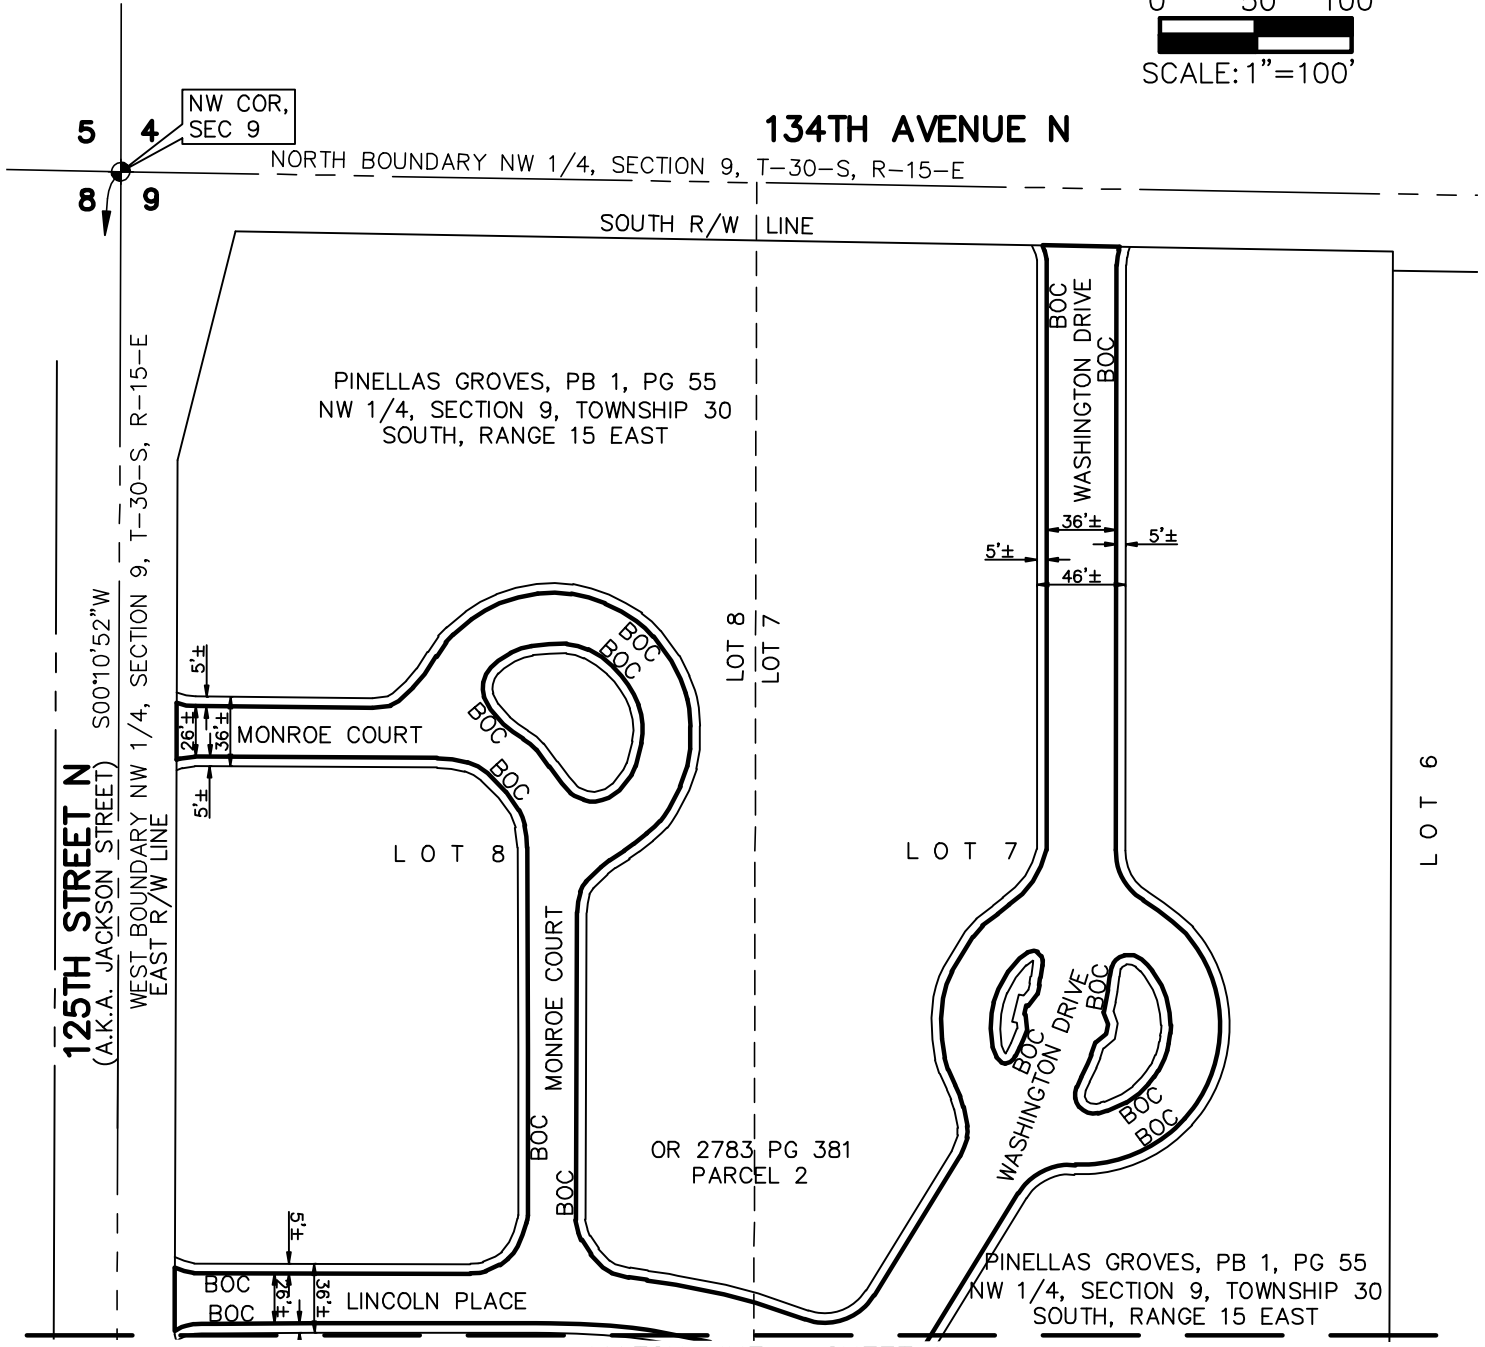 0 50 100
SCALE: 1"=100'
NW COR,
SEC 9
5 4
8 9
134TH AVENUE N
NORTH BOUNDARY NW 1/4, SECTION 9, T-30-S, R-15-E
SOUTH R/W LINE
PINELLAS GROVES, PB 1, PG 55
NW 1/4, SECTION 9, TOWNSHIP 30
SOUTH, RANGE 15 EAST
BOC
WASHINGTON DRIVE
BOC
36'±
5'±
5'±
46'±
125TH STREET N
(A.K.A. JACKSON STREET)
S00°10'52"W
WEST BOUNDARY NW 1/4, SECTION 9, T-30-S, R-15-E
EAST R/W LINE
5'±
26'±
36'±
5'±
MONROE COURT
BOC
BOC
BOC
BOC
LOT 8
LOT 7
LOT 8
LOT 7
LOT 6
MONROE COURT
BOC
BOC
BOC
WASHINGTON DRIVE
BOC
BOC
BOC
OR 2783 PG 381
PARCEL 2
5'±
26'±
36'±
BOC
BOC
LINCOLN PLACE
PINELLAS GROVES, PB 1, PG 55
NW 1/4, SECTION 9, TOWNSHIP 30
SOUTH, RANGE 15 EAST